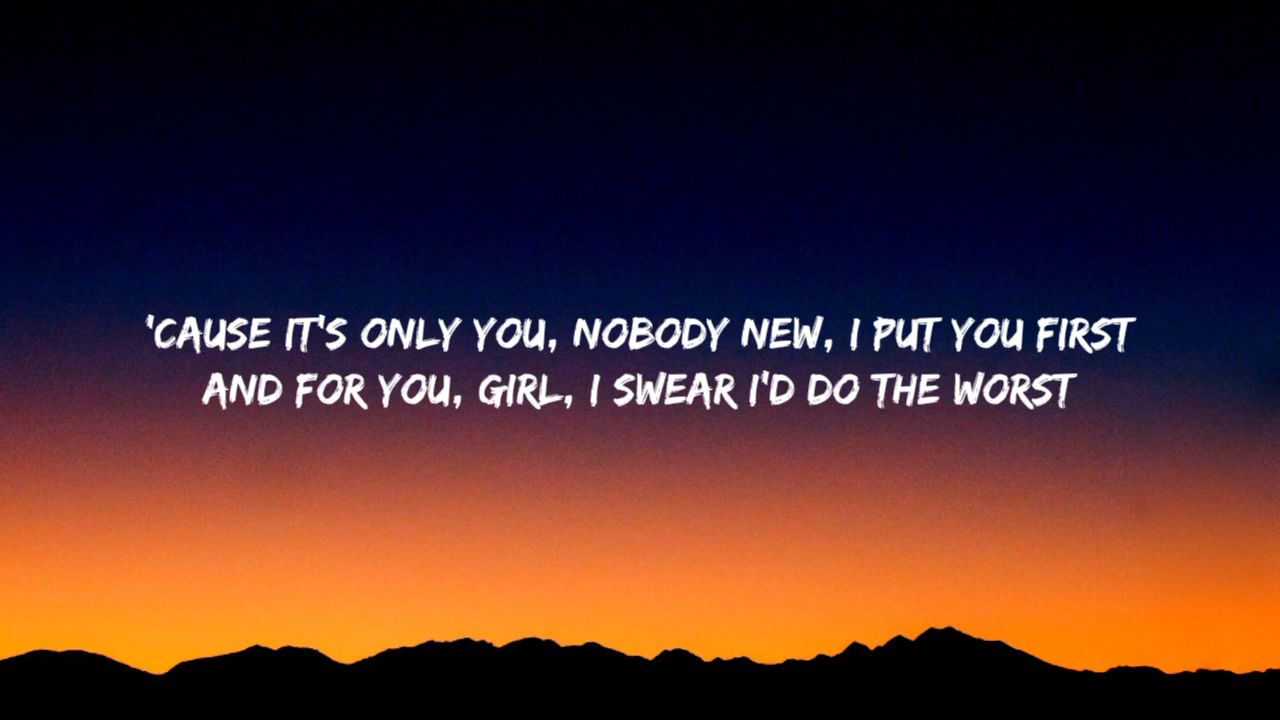 'CAUSE IT'S ONLY YOU, NOBODY NEW, I PUT YOU FIRST
AND FOR YOU, GIRL, I SWEAR I'D DO THE WORST